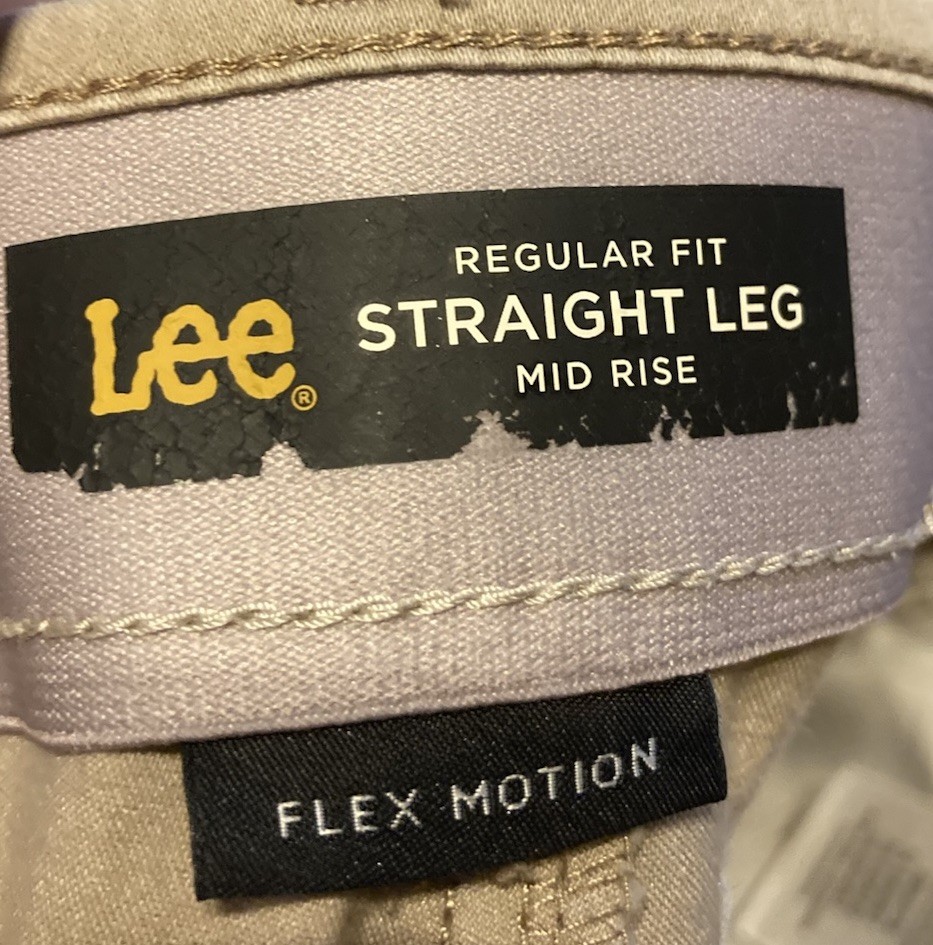 Lee®
REGULAR FIT
STRAIGHT LEG
MID RISE
FLEX MOTION